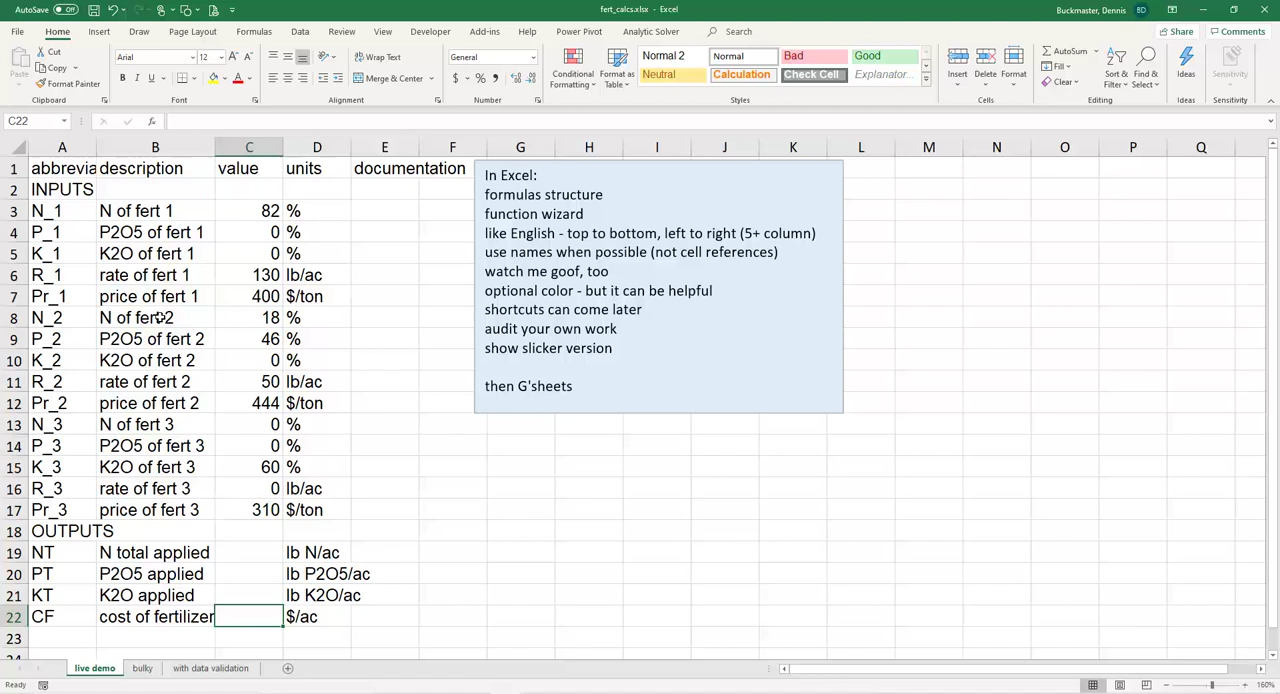 AutoSave Off
fert_calcs.xlsx - Excel
Buckmaster, Dennis BD
File Home Insert Draw Page Layout Formulas Data Review View Developer Add-ins Help Power Pivot Analytic Solver Search Share Comments
Paste Cut Copy Format Painter
Arial 12 A A B I U A
Wrap Text Merge & Center
General $ % ,
Conditional Formatting Format as Table
Normal 2 Normal Bad Good
Neutral Calculation Check Cell Explanator...
Insert Delete Format
AutoSum Fill Clear
Sort & Filter Find & Select
Ideas Sensitivity
Clipboard Font Alignment Number Styles Cells Editing Ideas Sensitivity
C22 fx
A B C D E F G H I J K L M N O P Q
1 abbrevia description value units documentation
2 INPUTS
3 N_1 N of fert 1 82 %
4 P_1 P2O5 of fert 1 0 %
5 K_1 K2O of fert 1 0 %
6 R_1 rate of fert 1 130 lb/ac
7 Pr_1 price of fert 1 400 $/ton
8 N_2 N of fert 2 18 %
9 P_2 P2O5 of fert 2 46 %
10 K_2 K2O of fert 2 0 %
11 R_2 rate of fert 2 50 lb/ac
12 Pr_2 price of fert 2 444 $/ton
13 N_3 N of fert 3 0 %
14 P_3 P2O5 of fert 3 0 %
15 K_3 K2O of fert 3 60 %
16 R_3 rate of fert 3 0 lb/ac
17 Pr_3 price of fert 3 310 $/ton
18 OUTPUTS
19 NT N total applied lb N/ac
20 PT P2O5 applied lb P2O5/ac
21 KT K2O applied lb K2O/ac
22 CF cost of fertilizer $/ac
23
24
In Excel:
formulas structure
function wizard
like English - top to bottom, left to right (5+ column)
use names when possible (not cell references)
watch me goof, too
optional color - but it can be helpful
shortcuts can come later
audit your own work
show slicker version
then G'sheets
live demo bulky with data validation
Ready 160%